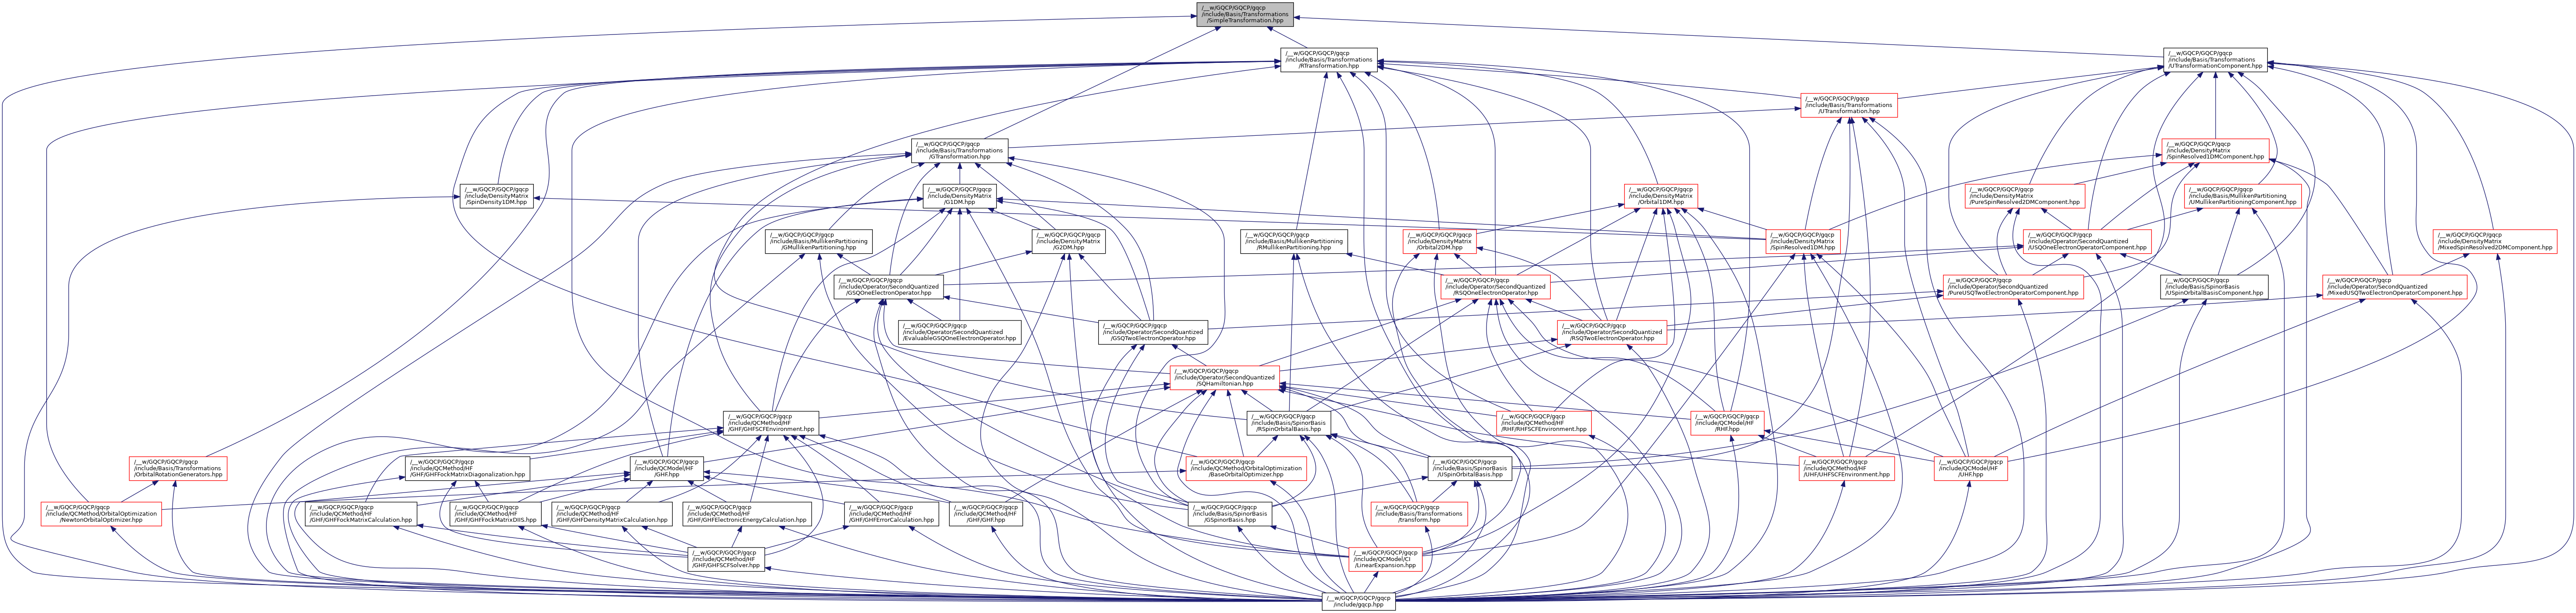 /__w/GQCP/GQCP/gqcp
/include/Basis/Transformations
/SimpleTransformation.hpp
/__w/GQCP/GQCP/gqcp
/include/Basis/Transformations
/RTransformation.hpp
/__w/GQCP/GQCP/gqcp
/include/Basis/Transformations
/UTransformationComponent.hpp
/__w/GQCP/GQCP/gqcp
/include/Basis/Transformations
/UTransformation.hpp
/__w/GQCP/GQCP/gqcp
/include/Basis/Transformations
/GTransformation.hpp
/__w/GQCP/GQCP/gqcp
/include/DensityMatrix
/SpinResolved1DMComponent.hpp
/__w/GQCP/GQCP/gqcp
/include/DensityMatrix
/SpinDensity1DM.hpp
/__w/GQCP/GQCP/gqcp
/include/DensityMatrix
/G1DM.hpp
/__w/GQCP/GQCP/gqcp
/include/DensityMatrix
/Orbital1DM.hpp
/__w/GQCP/GQCP/gqcp
/include/DensityMatrix
/PureSpinResolved2DMComponent.hpp
/__w/GQCP/GQCP/gqcp
/include/Basis/MullikenPartitioning
/UMullikenPartitioningComponent.hpp
/__w/GQCP/GQCP/gqcp
/include/Basis/MullikenPartitioning
/GMullikenPartitioning.hpp
/__w/GQCP/GQCP/gqcp
/include/DensityMatrix
/G2DM.hpp
/__w/GQCP/GQCP/gqcp
/include/Basis/MullikenPartitioning
/RMullikenPartitioning.hpp
/__w/GQCP/GQCP/gqcp
/include/DensityMatrix
/Orbital2DM.hpp
/__w/GQCP/GQCP/gqcp
/include/DensityMatrix
/SpinResolved1DM.hpp
/__w/GQCP/GQCP/gqcp
/include/Operator/SecondQuantized
/USQOneElectronOperatorComponent.hpp
/__w/GQCP/GQCP/gqcp
/include/DensityMatrix
/MixedSpinResolved2DMComponent.hpp
/__w/GQCP/GQCP/gqcp
/include/Operator/SecondQuantized
/GSQOneElectronOperator.hpp
/__w/GQCP/GQCP/gqcp
/include/Operator/SecondQuantized
/RSQOneElectronOperator.hpp
/__w/GQCP/GQCP/gqcp
/include/Operator/SecondQuantized
/PureUSQTwoElectronOperatorComponent.hpp
/__w/GQCP/GQCP/gqcp
/include/Basis/SpinorBasis
/USpinOrbitalBasisComponent.hpp
/__w/GQCP/GQCP/gqcp
/include/Operator/SecondQuantized
/MixedUSQTwoElectronOperatorComponent.hpp
/__w/GQCP/GQCP/gqcp
/include/Operator/SecondQuantized
/EvaluableGSQOneElectronOperator.hpp
/__w/GQCP/GQCP/gqcp
/include/Operator/SecondQuantized
/GSQTwoElectronOperator.hpp
/__w/GQCP/GQCP/gqcp
/include/Operator/SecondQuantized
/RSQTwoElectronOperator.hpp
/__w/GQCP/GQCP/gqcp
/include/Operator/SecondQuantized
/SQHamiltonian.hpp
/__w/GQCP/GQCP/gqcp
/include/QCMethod/HF
/GHF/GHFSCFEnvironment.hpp
/__w/GQCP/GQCP/gqcp
/include/Basis/SpinorBasis
/RSpinOrbitalBasis.hpp
/__w/GQCP/GQCP/gqcp
/include/QCMethod/HF
/RHF/RHFSCFEnvironment.hpp
/__w/GQCP/GQCP/gqcp
/include/QCModel/HF
/RHF.hpp
/__w/GQCP/GQCP/gqcp
/include/Basis/Transformations
/OrbitalRotationGenerators.hpp
/__w/GQCP/GQCP/gqcp
/include/QCMethod/HF
/GHF/GHFFockMatrixDiagonalization.hpp
/__w/GQCP/GQCP/gqcp
/include/QCModel/HF
/GHF.hpp
/__w/GQCP/GQCP/gqcp
/include/QCMethod/OrbitalOptimization
/BaseOrbitalOptimizer.hpp
/__w/GQCP/GQCP/gqcp
/include/Basis/SpinorBasis
/USpinOrbitalBasis.hpp
/__w/GQCP/GQCP/gqcp
/include/QCMethod/HF
/UHF/UHFSCFEnvironment.hpp
/__w/GQCP/GQCP/gqcp
/include/QCModel/HF
/UHF.hpp
/__w/GQCP/GQCP/gqcp
/include/QCMethod/OrbitalOptimization
/NewtonOrbitalOptimizer.hpp
/__w/GQCP/GQCP/gqcp
/include/QCMethod/HF
/GHF/GHFFockMatrixCalculation.hpp
/__w/GQCP/GQCP/gqcp
/include/QCMethod/HF
/GHF/GHFFockMatrixDIIS.hpp
/__w/GQCP/GQCP/gqcp
/include/QCMethod/HF
/GHF/GHFDensityMatrixCalculation.hpp
/__w/GQCP/GQCP/gqcp
/include/QCMethod/HF
/GHF/GHFElectronicEnergyCalculation.hpp
/__w/GQCP/GQCP/gqcp
/include/QCMethod/HF
/GHF/GHFErrorCalculation.hpp
/__w/GQCP/GQCP/gqcp
/include/QCMethod/HF
/GHF/GHF.hpp
/__w/GQCP/GQCP/gqcp
/include/Basis/SpinorBasis
/GSpinorBasis.hpp
/__w/GQCP/GQCP/gqcp
/include/Basis/Transformations
/transform.hpp
/__w/GQCP/GQCP/gqcp
/include/QCMethod/HF
/GHF/GHFSCFSolver.hpp
/__w/GQCP/GQCP/gqcp
/include/QCModel/CI
/LinearExpansion.hpp
/__w/GQCP/GQCP/gqcp
/include/gqcp.hpp